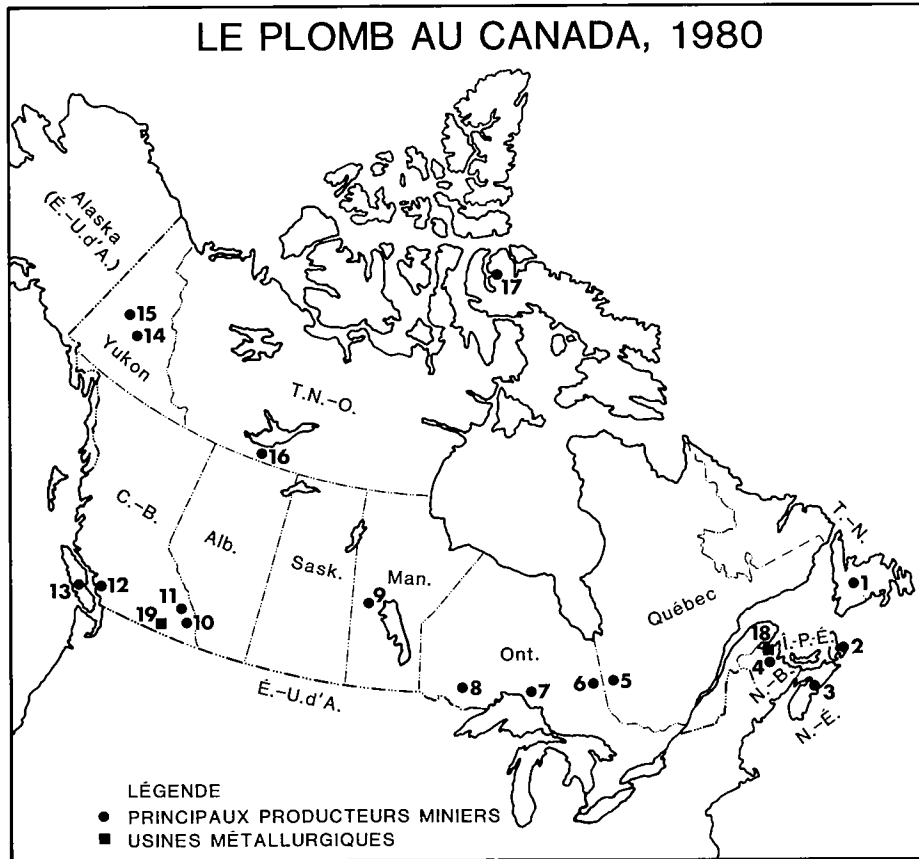 LE PLOMB AU CANADA, 1980
Alaska
(É.-U.d'A.)
17
15
14
Yukon
T.N.-O.
16
C.-B.
Alb.
Sask.
Man.
T.-N.
13
12
11
19
10
9
1
Québec
18
Î.-P.-É.
2
4
N.-B.
3
N.-É.
Ont.
É.-U.d'A.
8
7
6
5
LÉGENDE
● PRINCIPAUX PRODUCTEURS MINIERS
■ USINES MÉTALLURGIQUES